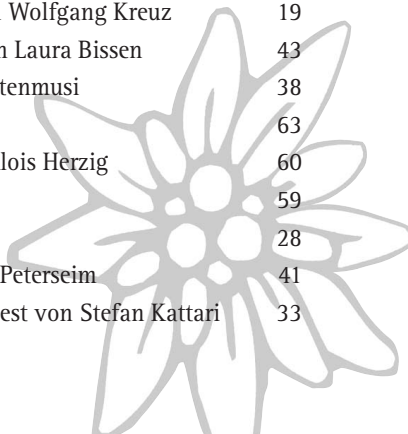 Wolfgang Kreuz 19
Laura Bissen 43
tenmusi 38
63
lois Herzig 60
59
28
Peterseim 41
est von Stefan Kattari 33